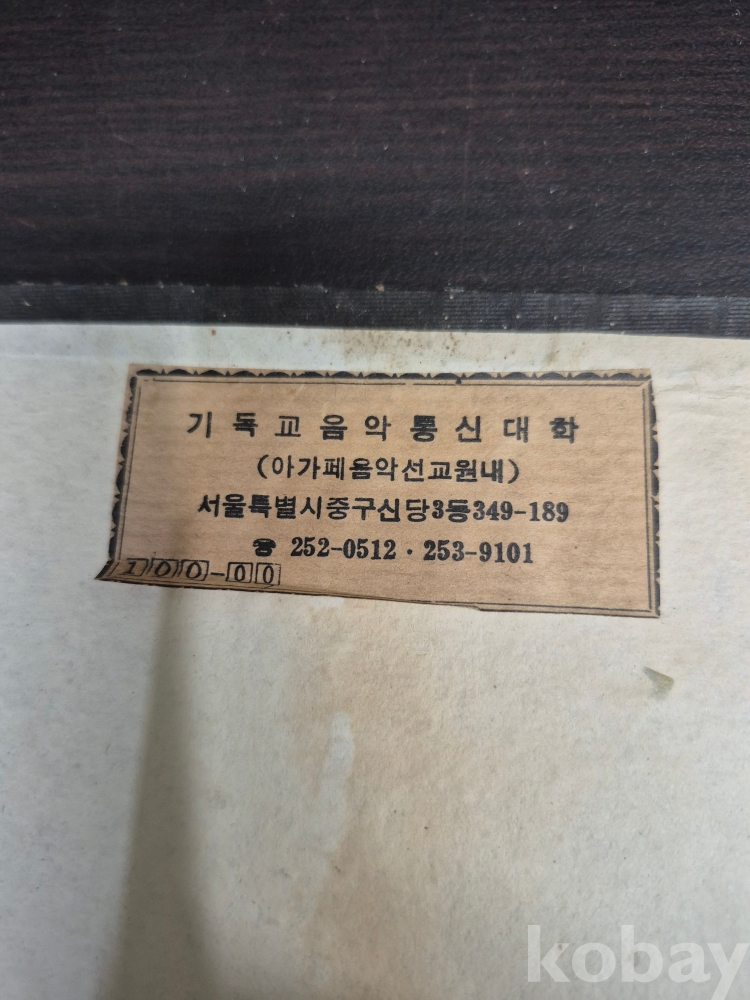 기독교음악통신대학
(아가페음악선교원내)
서울특별시중구신당3동349-189
☎ 252-0512 · 253-9101
100-00
kobay